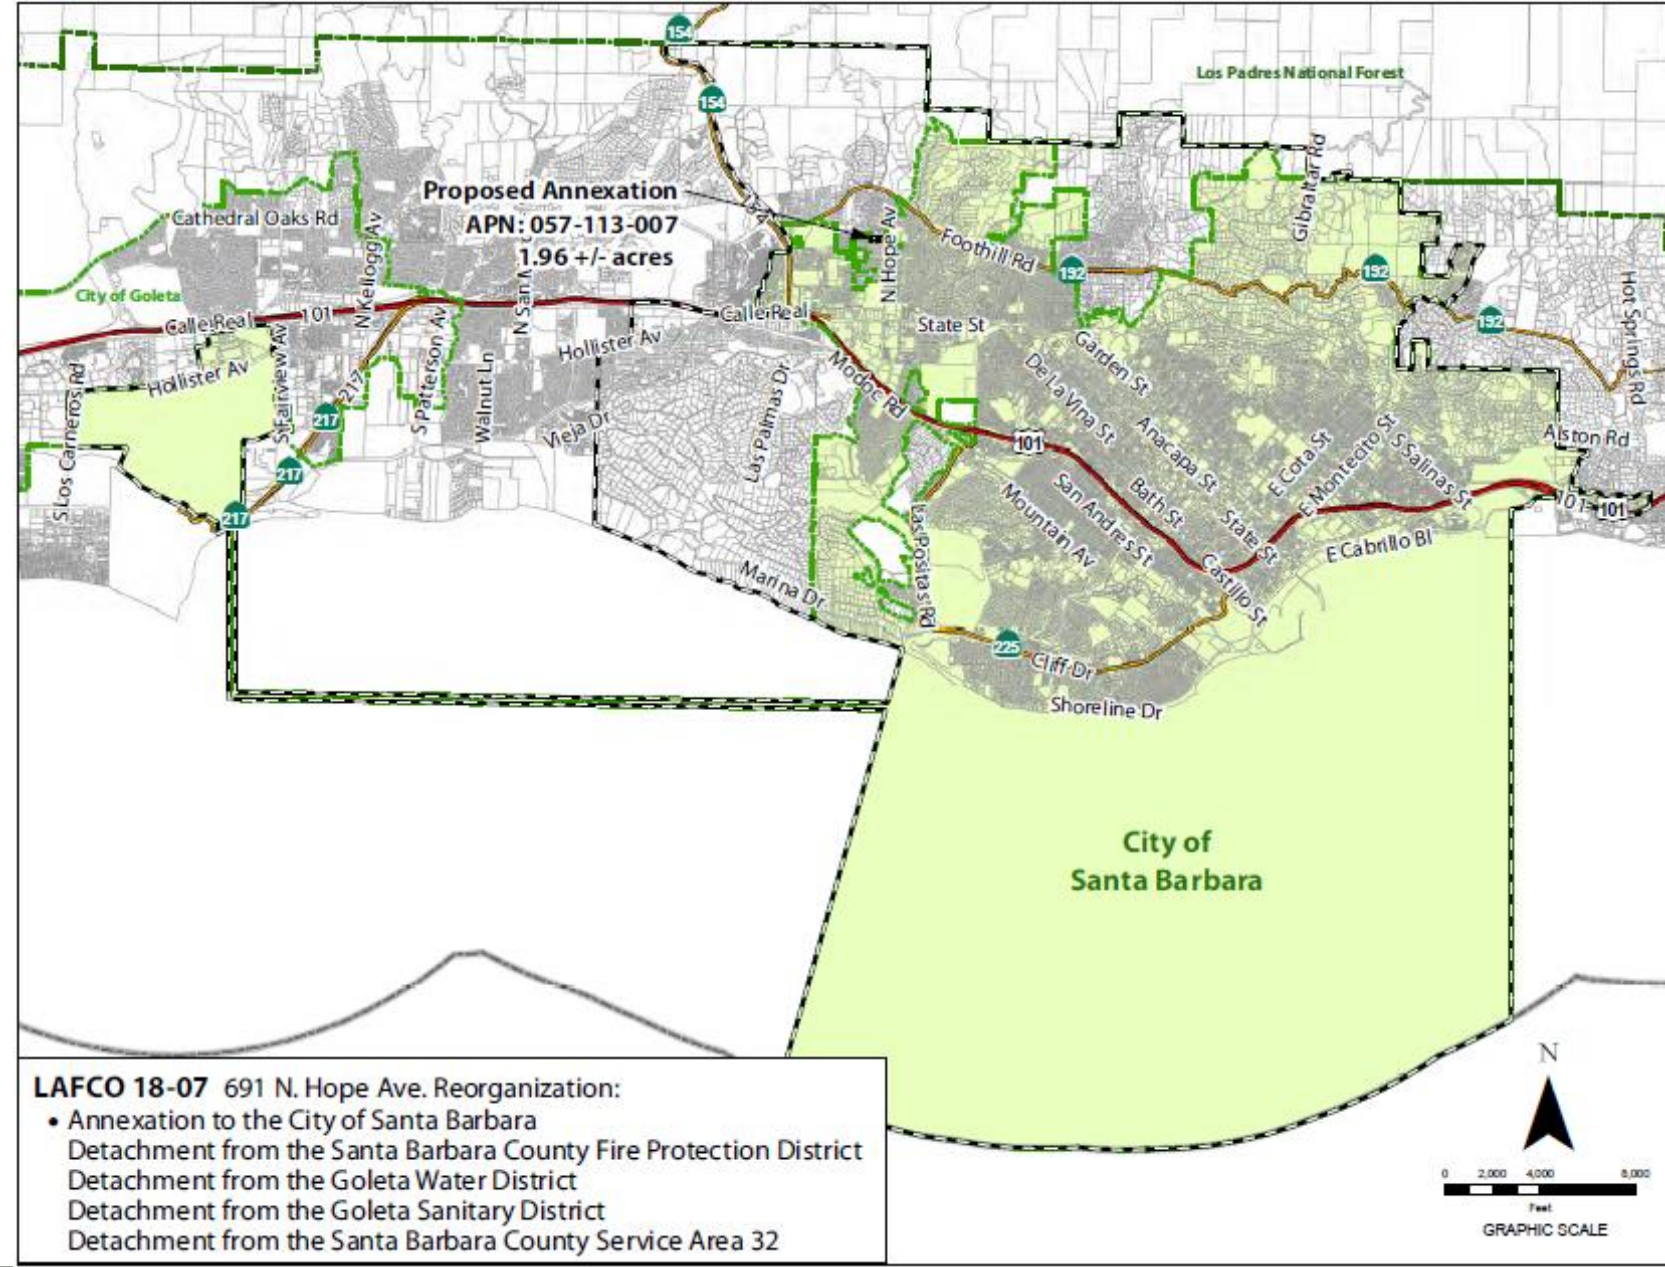 154
Los Padres National Forest
154
Gibraltar Rd
Proposed Annexation
APN: 057-113-007
1.96 +/- acres
154
Cathedral Oaks Rd
N Kellogg Av
N Hope Av
Foothill Rd
192
192
192
City of Goleta
Calle Real
101
Calle Real
State St
Hot Springs Rd
Hollister Av
Hollister Av
Modoc Rd
Garden St
De La Vina St
S Los Carneros Rd
S Fairview Av
217
217
217
217
S Patterson Av
Walnut Ln
Vieja Dr
Las Palmas Dr
101
Anacapa St
E Cota St
E Montecito St
S Salinas St
Alston Rd
101
101
San Andres St
Bath St
State St
Mountain Av
Las Positas Rd
Castillo St
E Cabrillo Bl
Marina Dr
225
Cliff Dr
Shoreline Dr
City of
Santa Barbara
LAFCO 18-07 691 N. Hope Ave. Reorganization:
• Annexation to the City of Santa Barbara
Detachment from the Santa Barbara County Fire Protection District
Detachment from the Goleta Water District
Detachment from the Goleta Sanitary District
Detachment from the Santa Barbara County Service Area 32
N
0 2,000 4,000 8,000
Feet
GRAPHIC SCALE